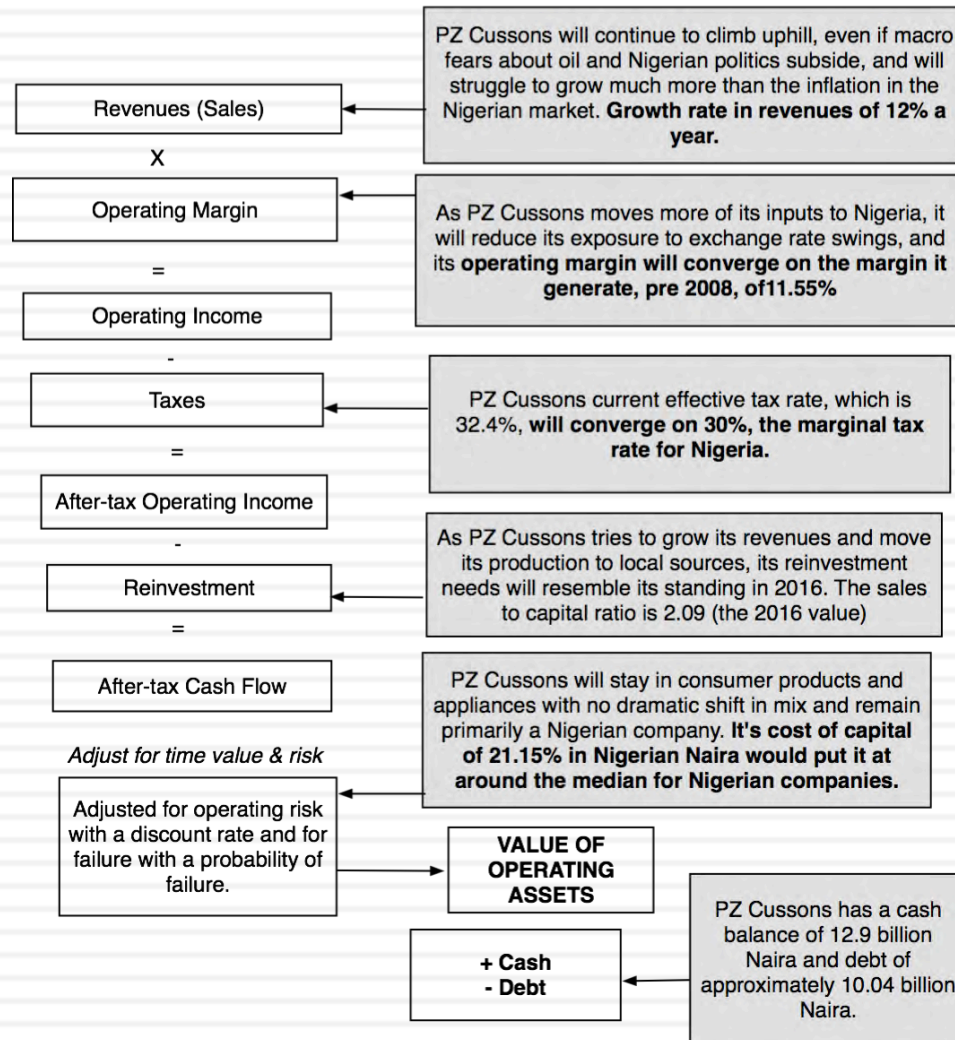 PZ Cussons will continue to climb uphill, even if macro
fears about oil and Nigerian politics subside, and will
struggle to grow much more than the inflation in the
Nigerian market. Growth rate in revenues of 12% a
year.
Revenues (Sales)
X
Operating Margin
As PZ Cussons moves more of its inputs to Nigeria, it
will reduce its exposure to exchange rate swings, and
its operating margin will converge on the margin it
generate, pre 2008, of11.55%
=
Operating Income
-
Taxes
PZ Cussons current effective tax rate, which is
32.4%, will converge on 30%, the marginal tax
rate for Nigeria.
=
After-tax Operating Income
-
Reinvestment
As PZ Cussons tries to grow its revenues and move
its production to local sources, its reinvestment
needs will resemble its standing in 2016. The sales
to capital ratio is 2.09 (the 2016 value)
=
After-tax Cash Flow
PZ Cussons will stay in consumer products and
appliances with no dramatic shift in mix and remain
primarily a Nigerian company. It's cost of capital
of 21.15% in Nigerian Naira would put it at
around the median for Nigerian companies.
Adjust for time value & risk
Adjusted for operating risk
with a discount rate and for
failure with a probability of
failure.
VALUE OF
OPERATING
ASSETS
+ Cash
- Debt
PZ Cussons has a cash
balance of 12.9 billion
Naira and debt of
approximately 10.04 billion
Naira.